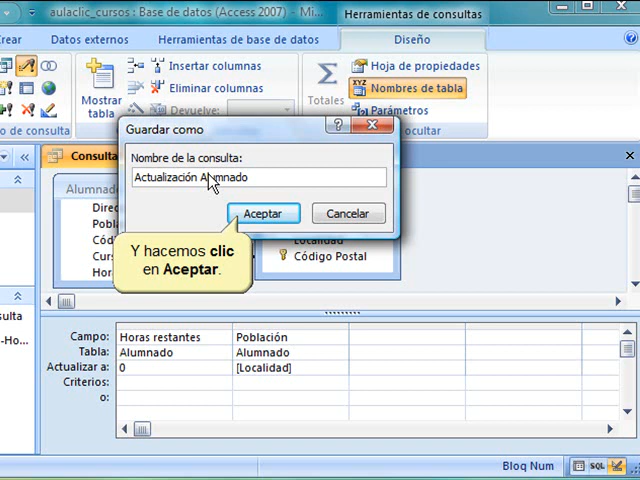 aulaclic_cursos : Base de datos (Access 2007) - Mi...
Herramientas de consultas
Crear
Datos externos
Herramientas de base de datos
Diseño
Mostrar
tabla
Insertar columnas
Eliminar columnas
Devuelve:
Σ
Totales
Hoja de propiedades
XYZ Nombres de tabla
Parámetros
o de consulta
ocultar
Guardar como
?
Nombre de la consulta:
Actualización Alumnado
Aceptar
Cancelar
Y hacemos clic
en Aceptar.
«
Consulta
Alumnado
Direc
Pobl
Códi
Curs
Hor
Localidad
Código Postal
sulta
-Ho...
Campo: Horas restantes Población
Tabla: Alumnado Alumnado
Actualizar a: 0 [Localidad]
Criterios:
o:
Bloq Num
SQL